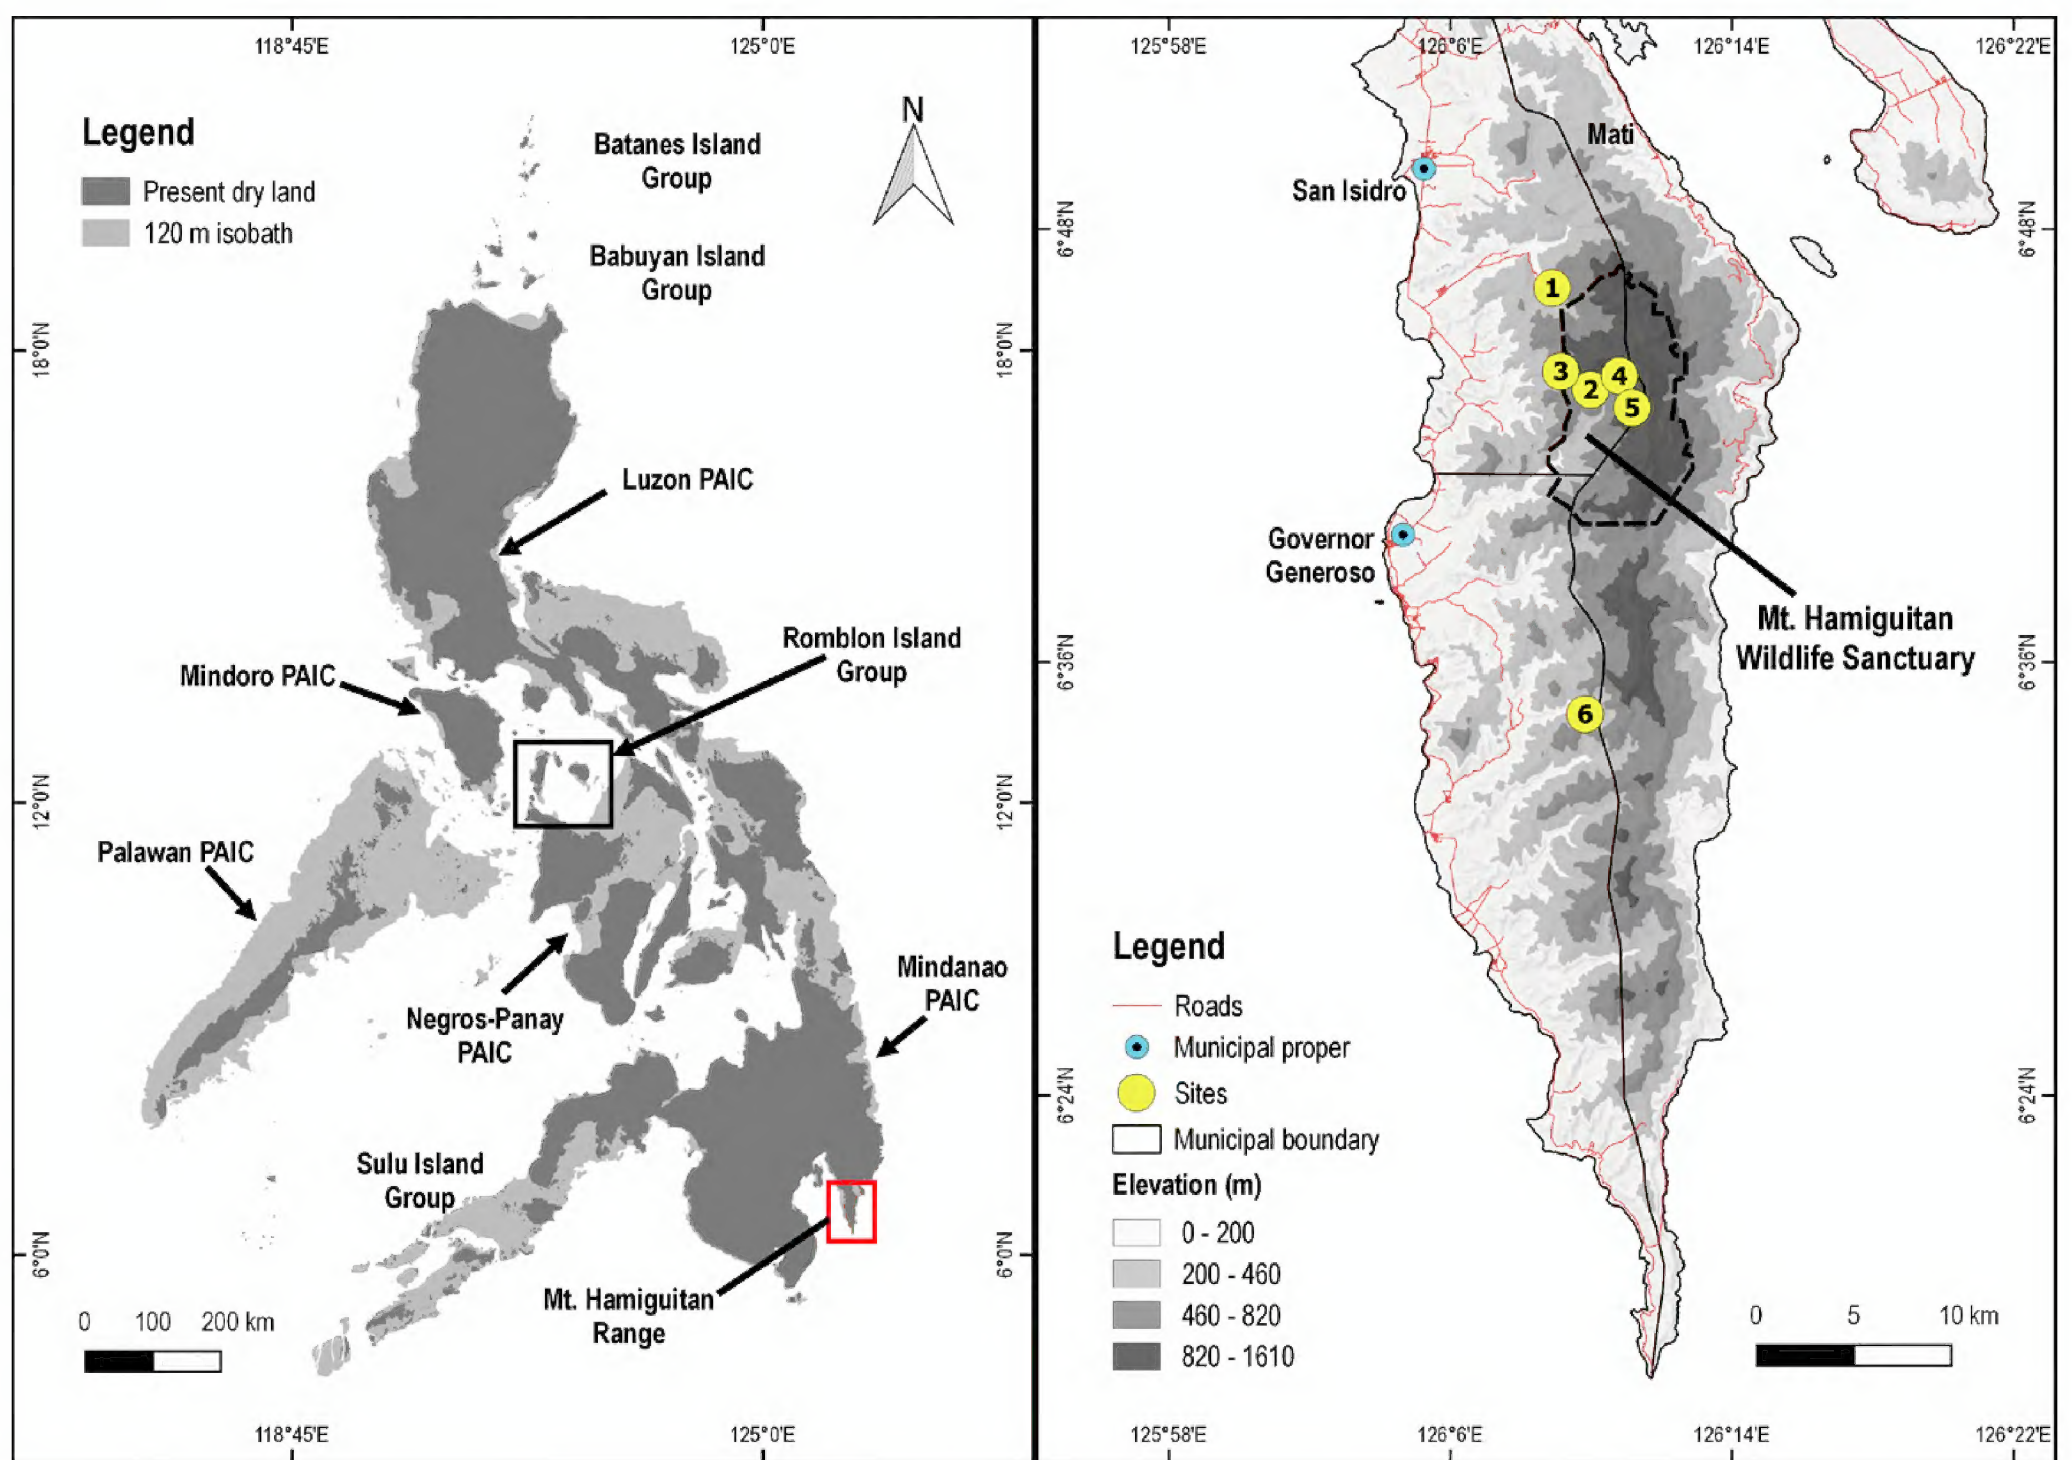 118°45'E
125°0'E
Legend
Present dry land
120 m isobath
N
Batanes Island
Group
Babuyan Island
Group
18°0'N
18°0'N
Luzon PAIC
Romblon Island
Group
Mindoro PAIC
12°0'N
12°0'N
Palawan PAIC
Negros-Panay
PAIC
Mindanao
PAIC
Sulu Island
Group
6°0'N
6°0'N
Mt. Hamiguitan
Range
0 100 200 km
118°45'E
125°0'E
125°58'E
126°6'E
126°14'E
126°22'E
Mati
San Isidro
6°48'N
6°48'N
1
3
2
4
5
Governor
Generoso
Mt. Hamiguitan
Wildlife Sanctuary
6°36'N
6°36'N
6
Legend
Roads
Municipal proper
Sites
Municipal boundary
Elevation (m)
0 - 200
200 - 460
460 - 820
820 - 1610
6°24'N
6°24'N
0 5 10 km
125°58'E
126°6'E
126°14'E
126°22'E